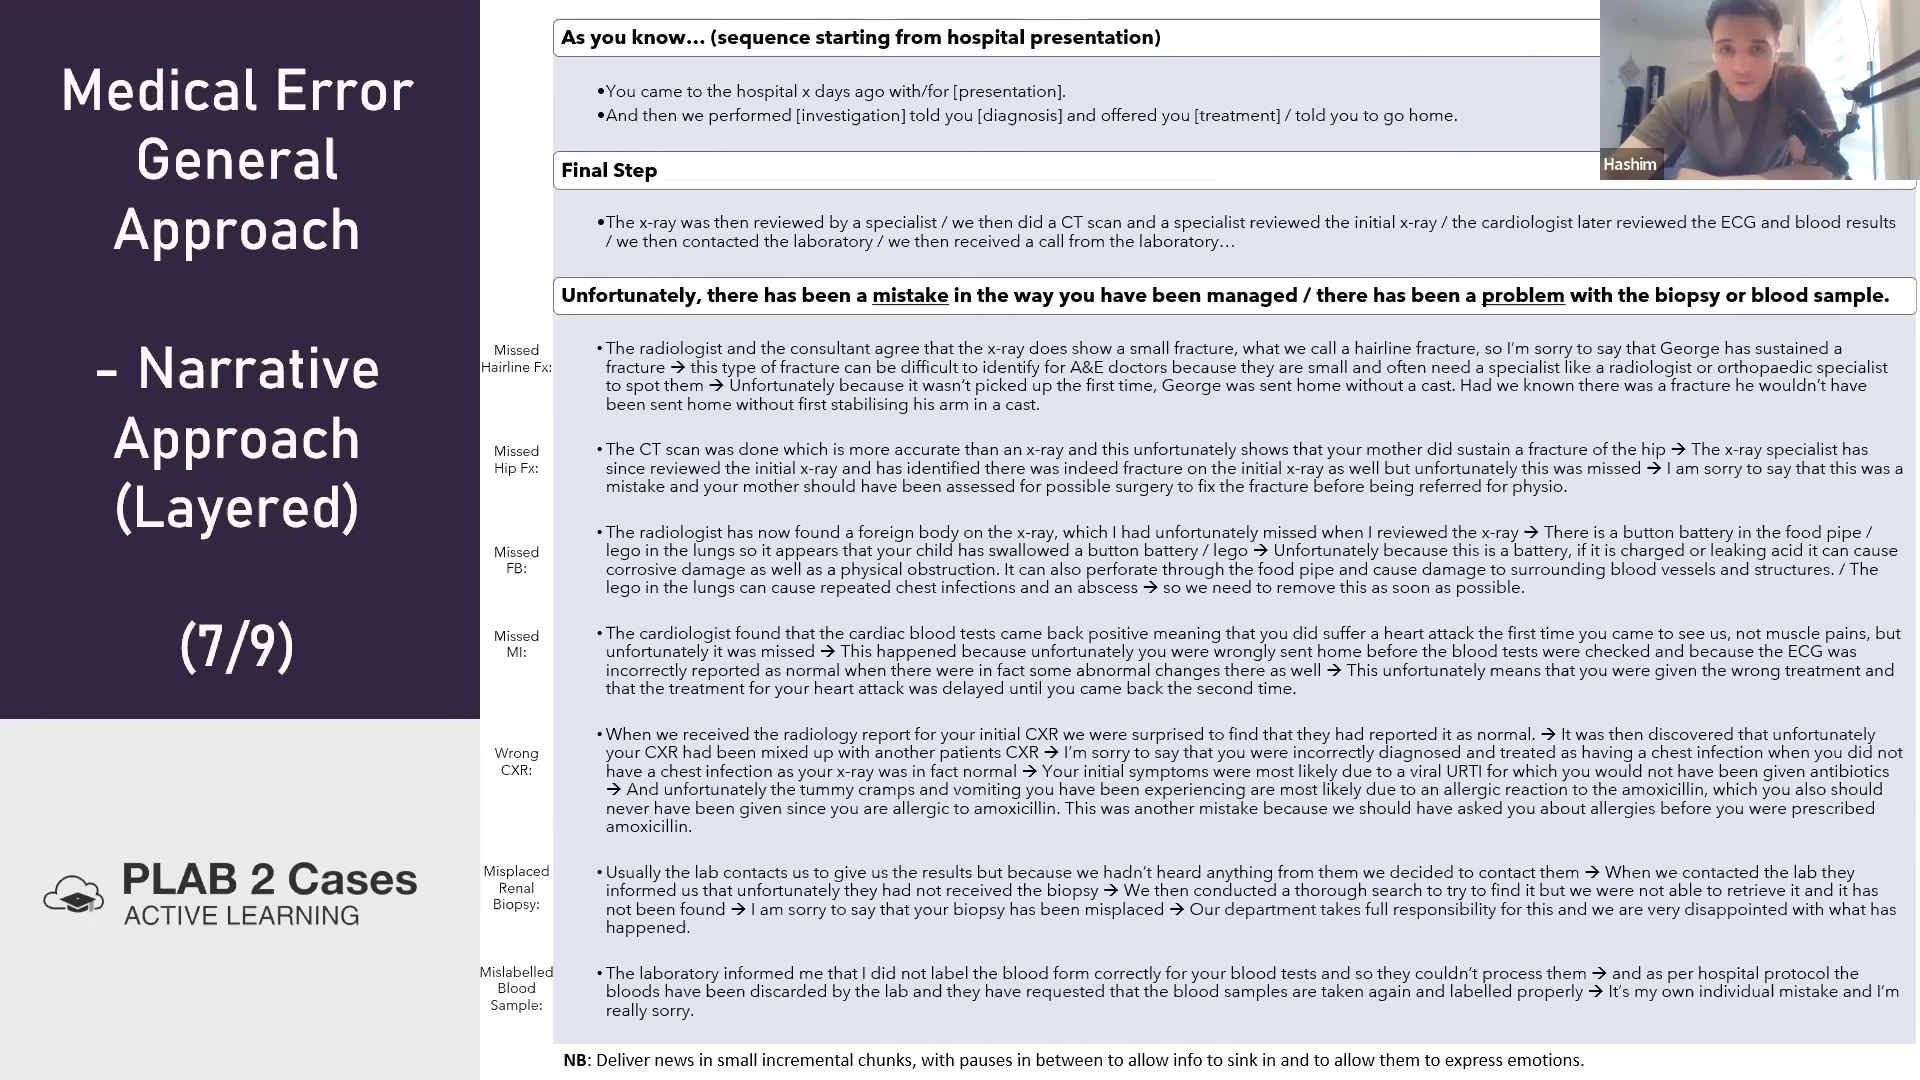 Medical Error
General
Approach
- Narrative
Approach
(Layered)
(7/9)
PLAB 2 Cases
ACTIVE LEARNING
As you know… (sequence starting from hospital presentation)
•You came to the hospital x days ago with/for [presentation].
•And then we performed [investigation] told you [diagnosis] and offered you [treatment] / told you to go home.
Hashim
Final Step
•The x-ray was then reviewed by a specialist / we then did a CT scan and a specialist reviewed the initial x-ray / the cardiologist later reviewed the ECG and blood results
/ we then contacted the laboratory / we then received a call from the laboratory…
Unfortunately, there has been a mistake in the way you have been managed / there has been a problem with the biopsy or blood sample.
Missed
Hairline Fx:
• The radiologist and the consultant agree that the x-ray does show a small fracture, what we call a hairline fracture, so I'm sorry to say that George has sustained a
fracture → this type of fracture can be difficult to identify for A&E doctors because they are small and often need a specialist like a radiologist or orthopaedic specialist
to spot them → Unfortunately because it wasn't picked up the first time, George was sent home without a cast. Had we known there was a fracture he wouldn't have
been sent home without first stabilising his arm in a cast.
Missed
Hip Fx:
• The CT scan was done which is more accurate than an x-ray and this unfortunately shows that your mother did sustain a fracture of the hip → The x-ray specialist has
since reviewed the initial x-ray and has identified there was indeed fracture on the initial x-ray as well but unfortunately this was missed → I am sorry to say that this was a
mistake and your mother should have been assessed for possible surgery to fix the fracture before being referred for physio.
Missed
FB:
• The radiologist has now found a foreign body on the x-ray, which I had unfortunately missed when I reviewed the x-ray → There is a button battery in the food pipe /
lego in the lungs so it appears that your child has swallowed a button battery / lego → Unfortunately because this is a battery, if it is charged or leaking acid it can cause
corrosive damage as well as a physical obstruction. It can also perforate through the food pipe and cause damage to surrounding blood vessels and structures. / The
lego in the lungs can cause repeated chest infections and an abscess → so we need to remove this as soon as possible.
Missed
MI:
• The cardiologist found that the cardiac blood tests came back positive meaning that you did suffer a heart attack the first time you came to see us, not muscle pains, but
unfortunately it was missed → This happened because unfortunately you were wrongly sent home before the blood tests were checked and because the ECG was
incorrectly reported as normal when there were in fact some abnormal changes there as well → This unfortunately means that you were given the wrong treatment and
that the treatment for your heart attack was delayed until you came back the second time.
Wrong
CXR:
• When we received the radiology report for your initial CXR we were surprised to find that they had reported it as normal. → It was then discovered that unfortunately
your CXR had been mixed up with another patients CXR → I'm sorry to say that you were incorrectly diagnosed and treated as having a chest infection when you did not
have a chest infection as your x-ray was in fact normal → Your initial symptoms were most likely due to a viral URTI for which you would not have been given antibiotics
→ And unfortunately the tummy cramps and vomiting you have been experiencing are most likely due to an allergic reaction to the amoxicillin, which you also should
never have been given since you are allergic to amoxicillin. This was another mistake because we should have asked you about allergies before you were prescribed
amoxicillin.
Misplaced
Renal
Biopsy:
• Usually the lab contacts us to give us the results but because we hadn't heard anything from them we decided to contact them → When we contacted the lab they
informed us that unfortunately they had not received the biopsy → We then conducted a thorough search to try to find it but we were not able to retrieve it and it has
not been found → I am sorry to say that your biopsy has been misplaced → Our department takes full responsibility for this and we are very disappointed with what has
happened.
Mislabelled
Blood
Sample:
• The laboratory informed me that I did not label the blood form correctly for your blood tests and so they couldn't process them → and as per hospital protocol the
bloods have been discarded by the lab and they have requested that the blood samples are taken again and labelled properly → It's my own individual mistake and I'm
really sorry.
NB: Deliver news in small incremental chunks, with pauses in between to allow info to sink in and to allow them to express emotions.